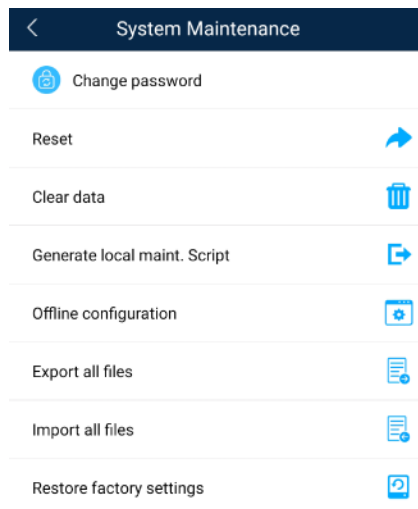 System Maintenance
Change password
Reset
Clear data
Generate local maint. Script
Offline configuration
Export all files
Import all files
Restore factory settings